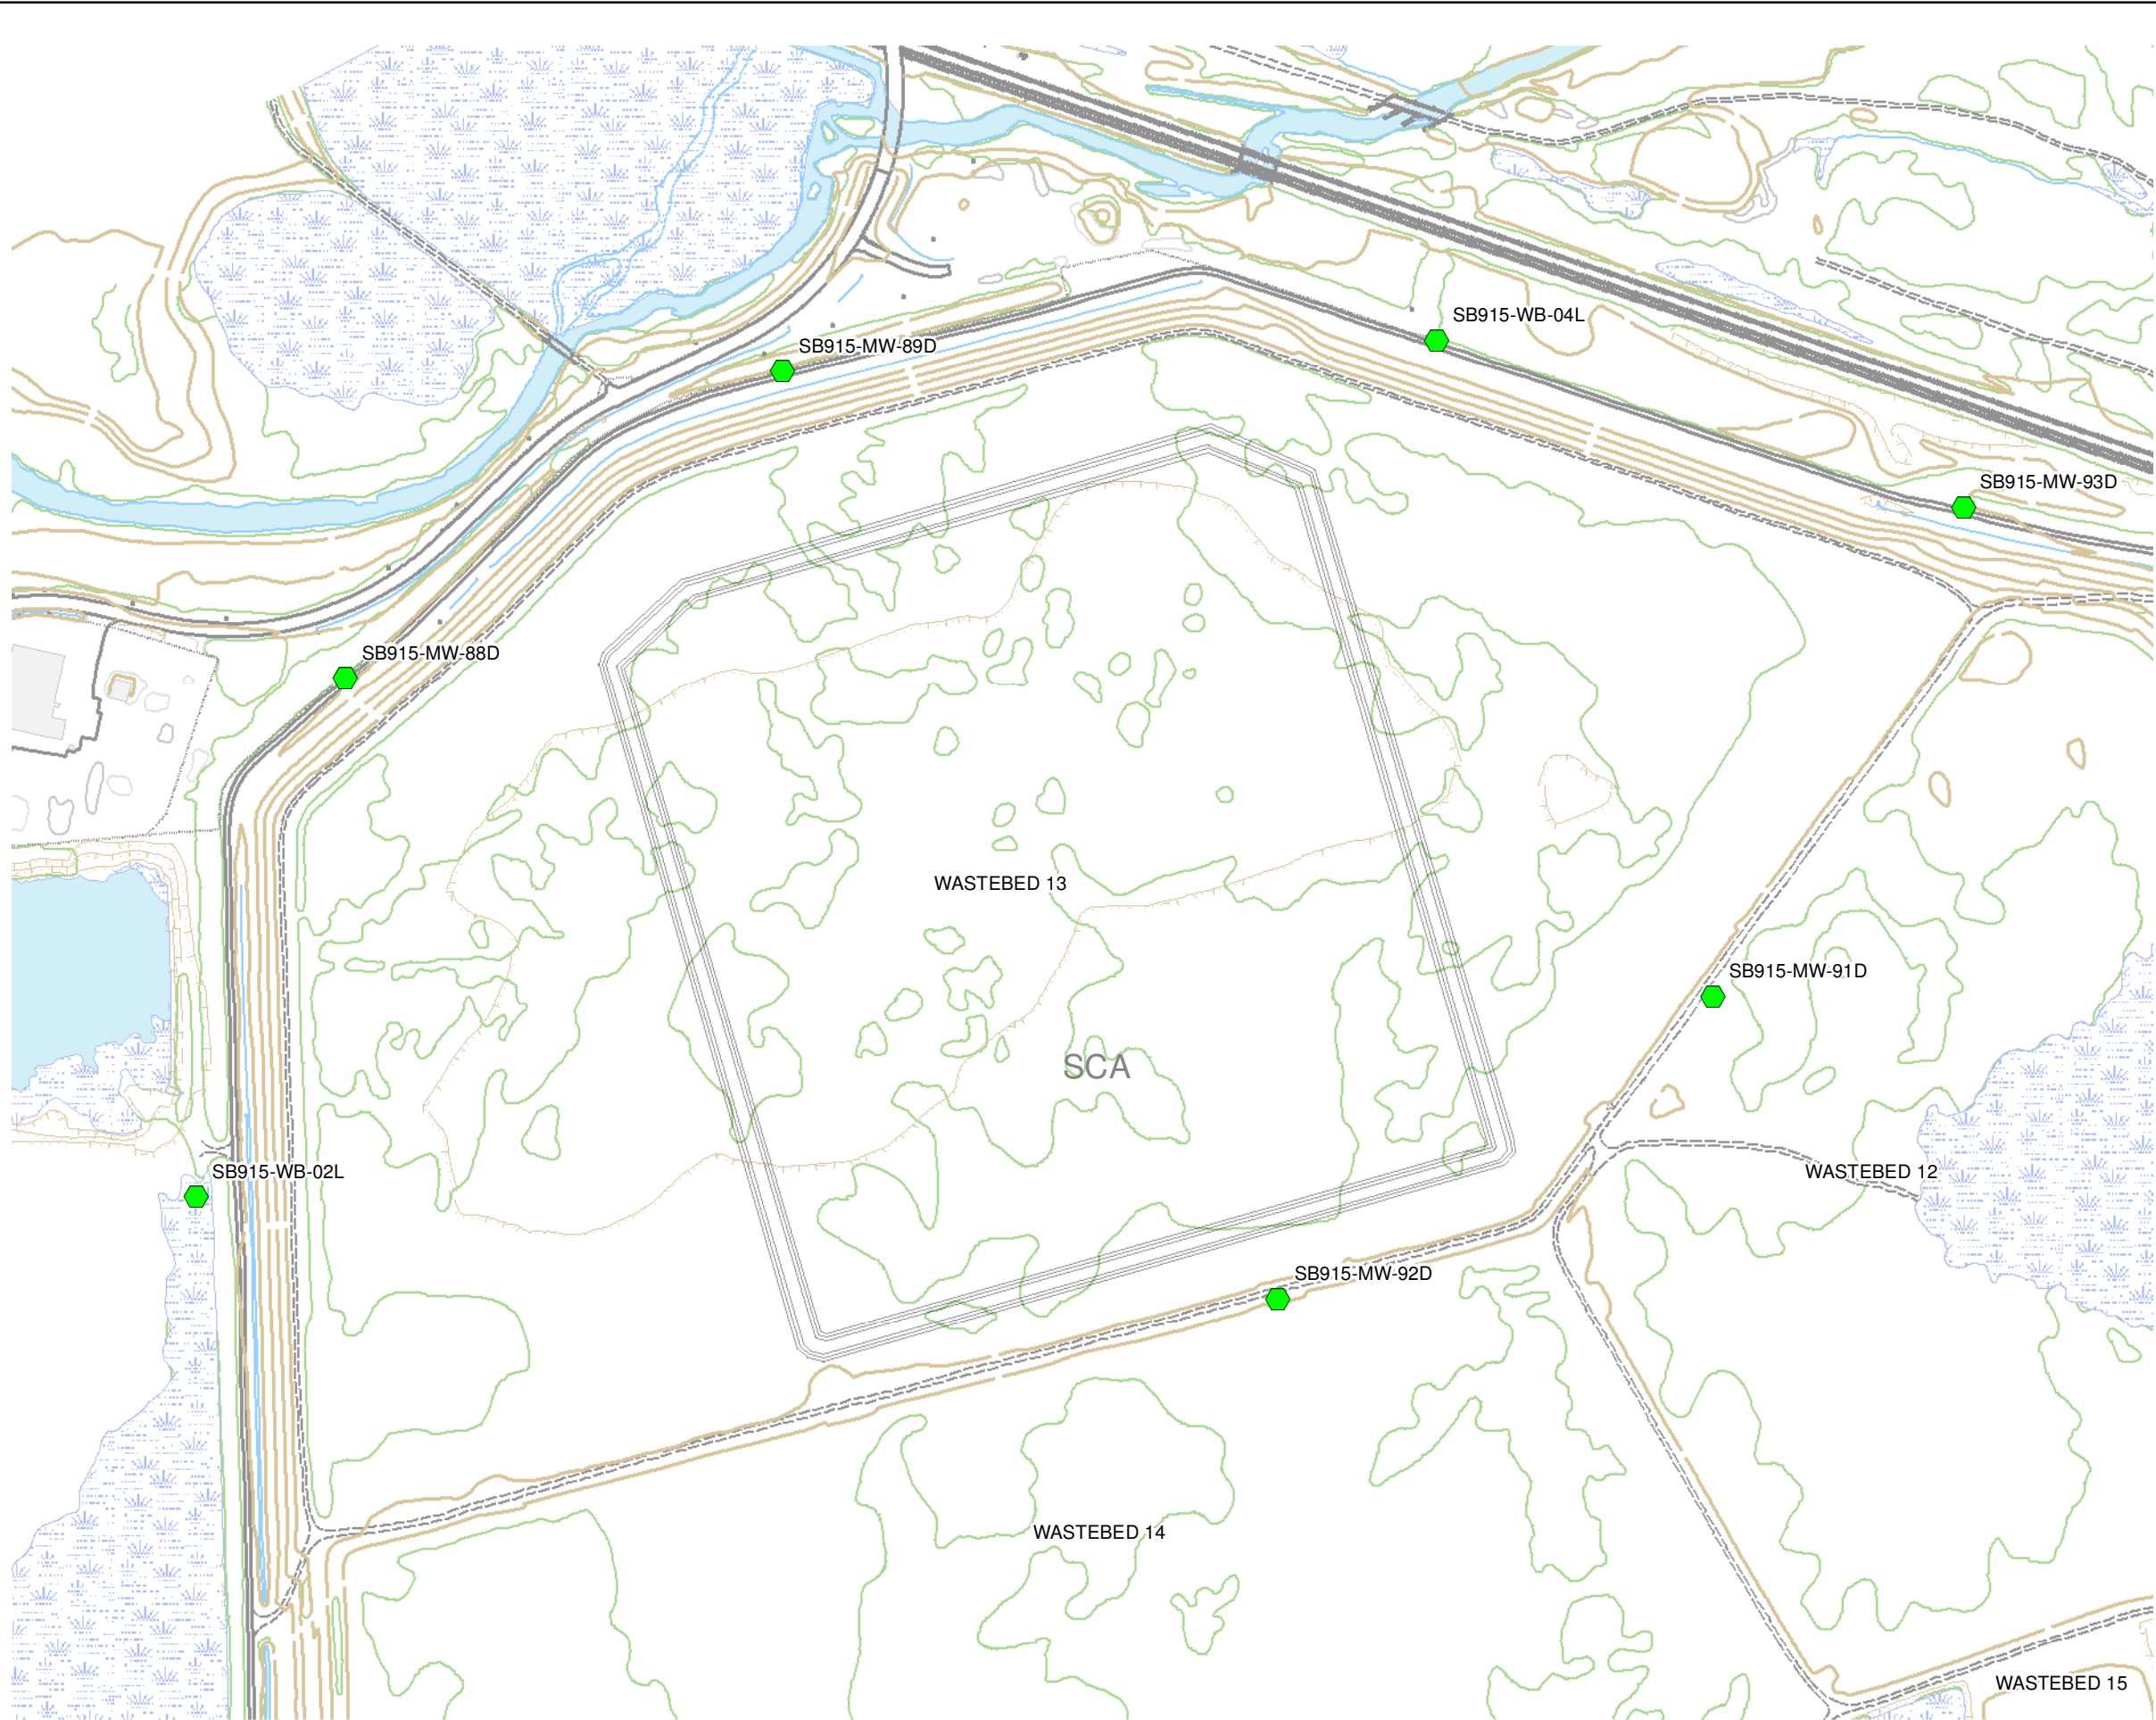 SB915-WB-04L
SB915-MW-89D
SB915-MW-93D
SB915-MW-88D
WASTEBED 13
SB915-MW-91D
SCA
SB915-WB-02L
WASTEBED 12
SB915-MW-92D
WASTEBED 14
WASTEBED 15